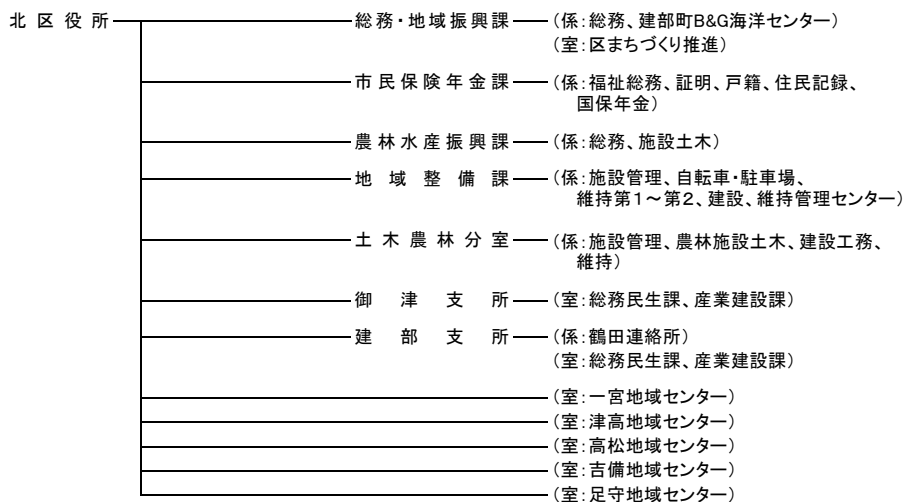 北区役所 総務・地域振興課 (係:総務、建部町B&G海洋センター)
(室:区まちづくり推進)
市民保険年金課 (係:福祉総務、証明、戸籍、住民記録、
国保年金)
農林水産振興課 (係:総務、施設土木)
地域整備課 (係:施設管理、自転車・駐車場、
維持第1～第2、建設、維持管理センター)
土木農林分室 (係:施設管理、農林施設土木、建設工務、
維持)
御津支所 (室:総務民生課、産業建設課)
建部支所 (係:鶴田連絡所)
(室:総務民生課、産業建設課)
(室:一宮地域センター)
(室:津高地域センター)
(室:高松地域センター)
(室:吉備地域センター)
(室:足守地域センター)